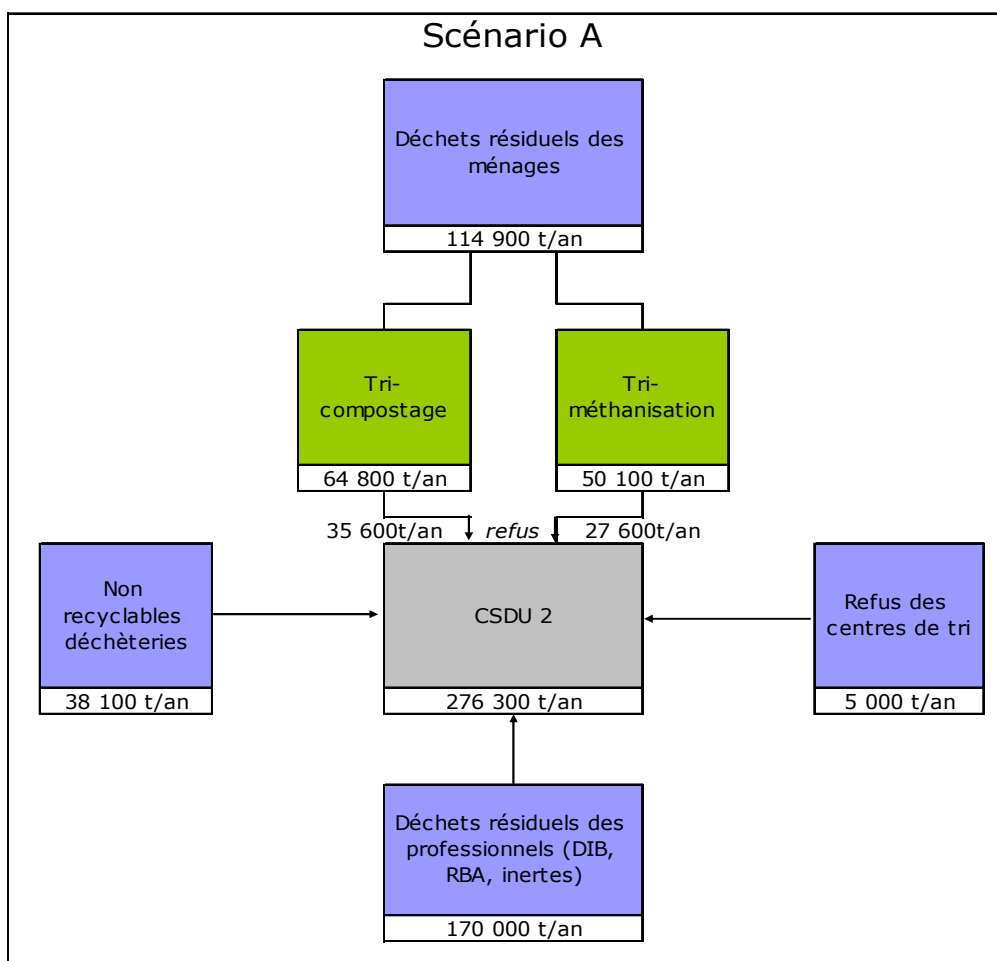 Scénario A
Déchets résiduels des
ménages
114 900 t/an
Tri-
compostage
64 800 t/an
Tri-
méthanisation
50 100 t/an
35 600t/an refus 27 600t/an
Non
recyclables
déchèteries
38 100 t/an
CSDU 2
276 300 t/an
Refus des
centres de tri
5 000 t/an
Déchets résiduels des
professionnels (DIB,
RBA, inertes)
170 000 t/an